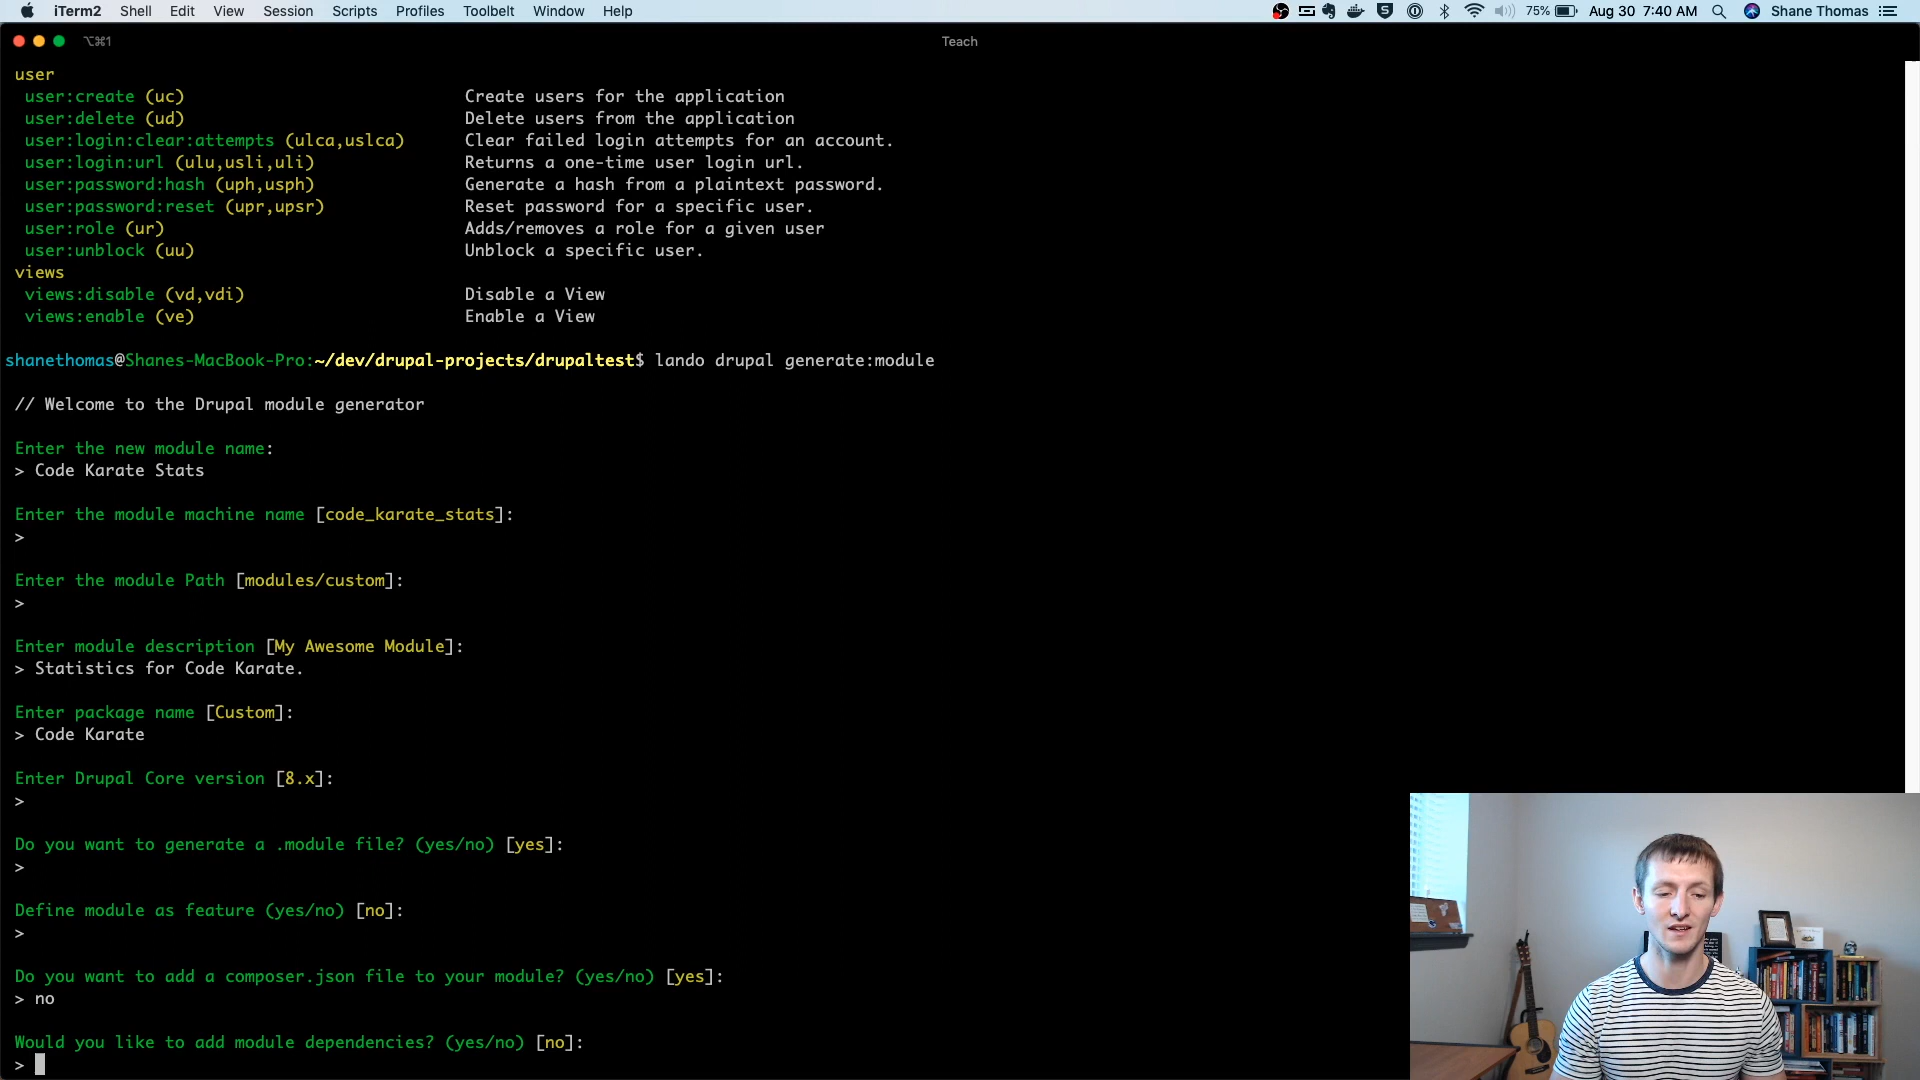 iTerm2 Shell Edit View Session Scripts Profiles Toolbelt Window Help 75% Aug 30 7:40 AM Shane Thomas
⌥⌘1 Teach
user
user:create (uc) Create users for the application
user:delete (ud) Delete users from the application
user:login:clear:attempts (ulca,uslca) Clear failed login attempts for an account.
user:login:url (ulu,usli,uli) Returns a one-time user login url.
user:password:hash (uph,usph) Generate a hash from a plaintext password.
user:password:reset (upr,upsr) Reset password for a specific user.
user:role (ur) Adds/removes a role for a given user
user:unblock (uu) Unblock a specific user.
views
views:disable (vd,vdi) Disable a View
views:enable (ve) Enable a View
shanethomas@Shanes-MacBook-Pro:~/dev/drupal-projects/drupaltest$ lando drupal generate:module
// Welcome to the Drupal module generator
Enter the new module name:
> Code Karate Stats
Enter the module machine name [code_karate_stats]:
>
Enter the module Path [modules/custom]:
>
Enter module description [My Awesome Module]:
> Statistics for Code Karate.
Enter package name [Custom]:
> Code Karate
Enter Drupal Core version [8.x]:
>
Do you want to generate a .module file? (yes/no) [yes]:
>
Define module as feature (yes/no) [no]:
>
Do you want to add a composer.json file to your module? (yes/no) [yes]:
> no
Would you like to add module dependencies? (yes/no) [no]:
>